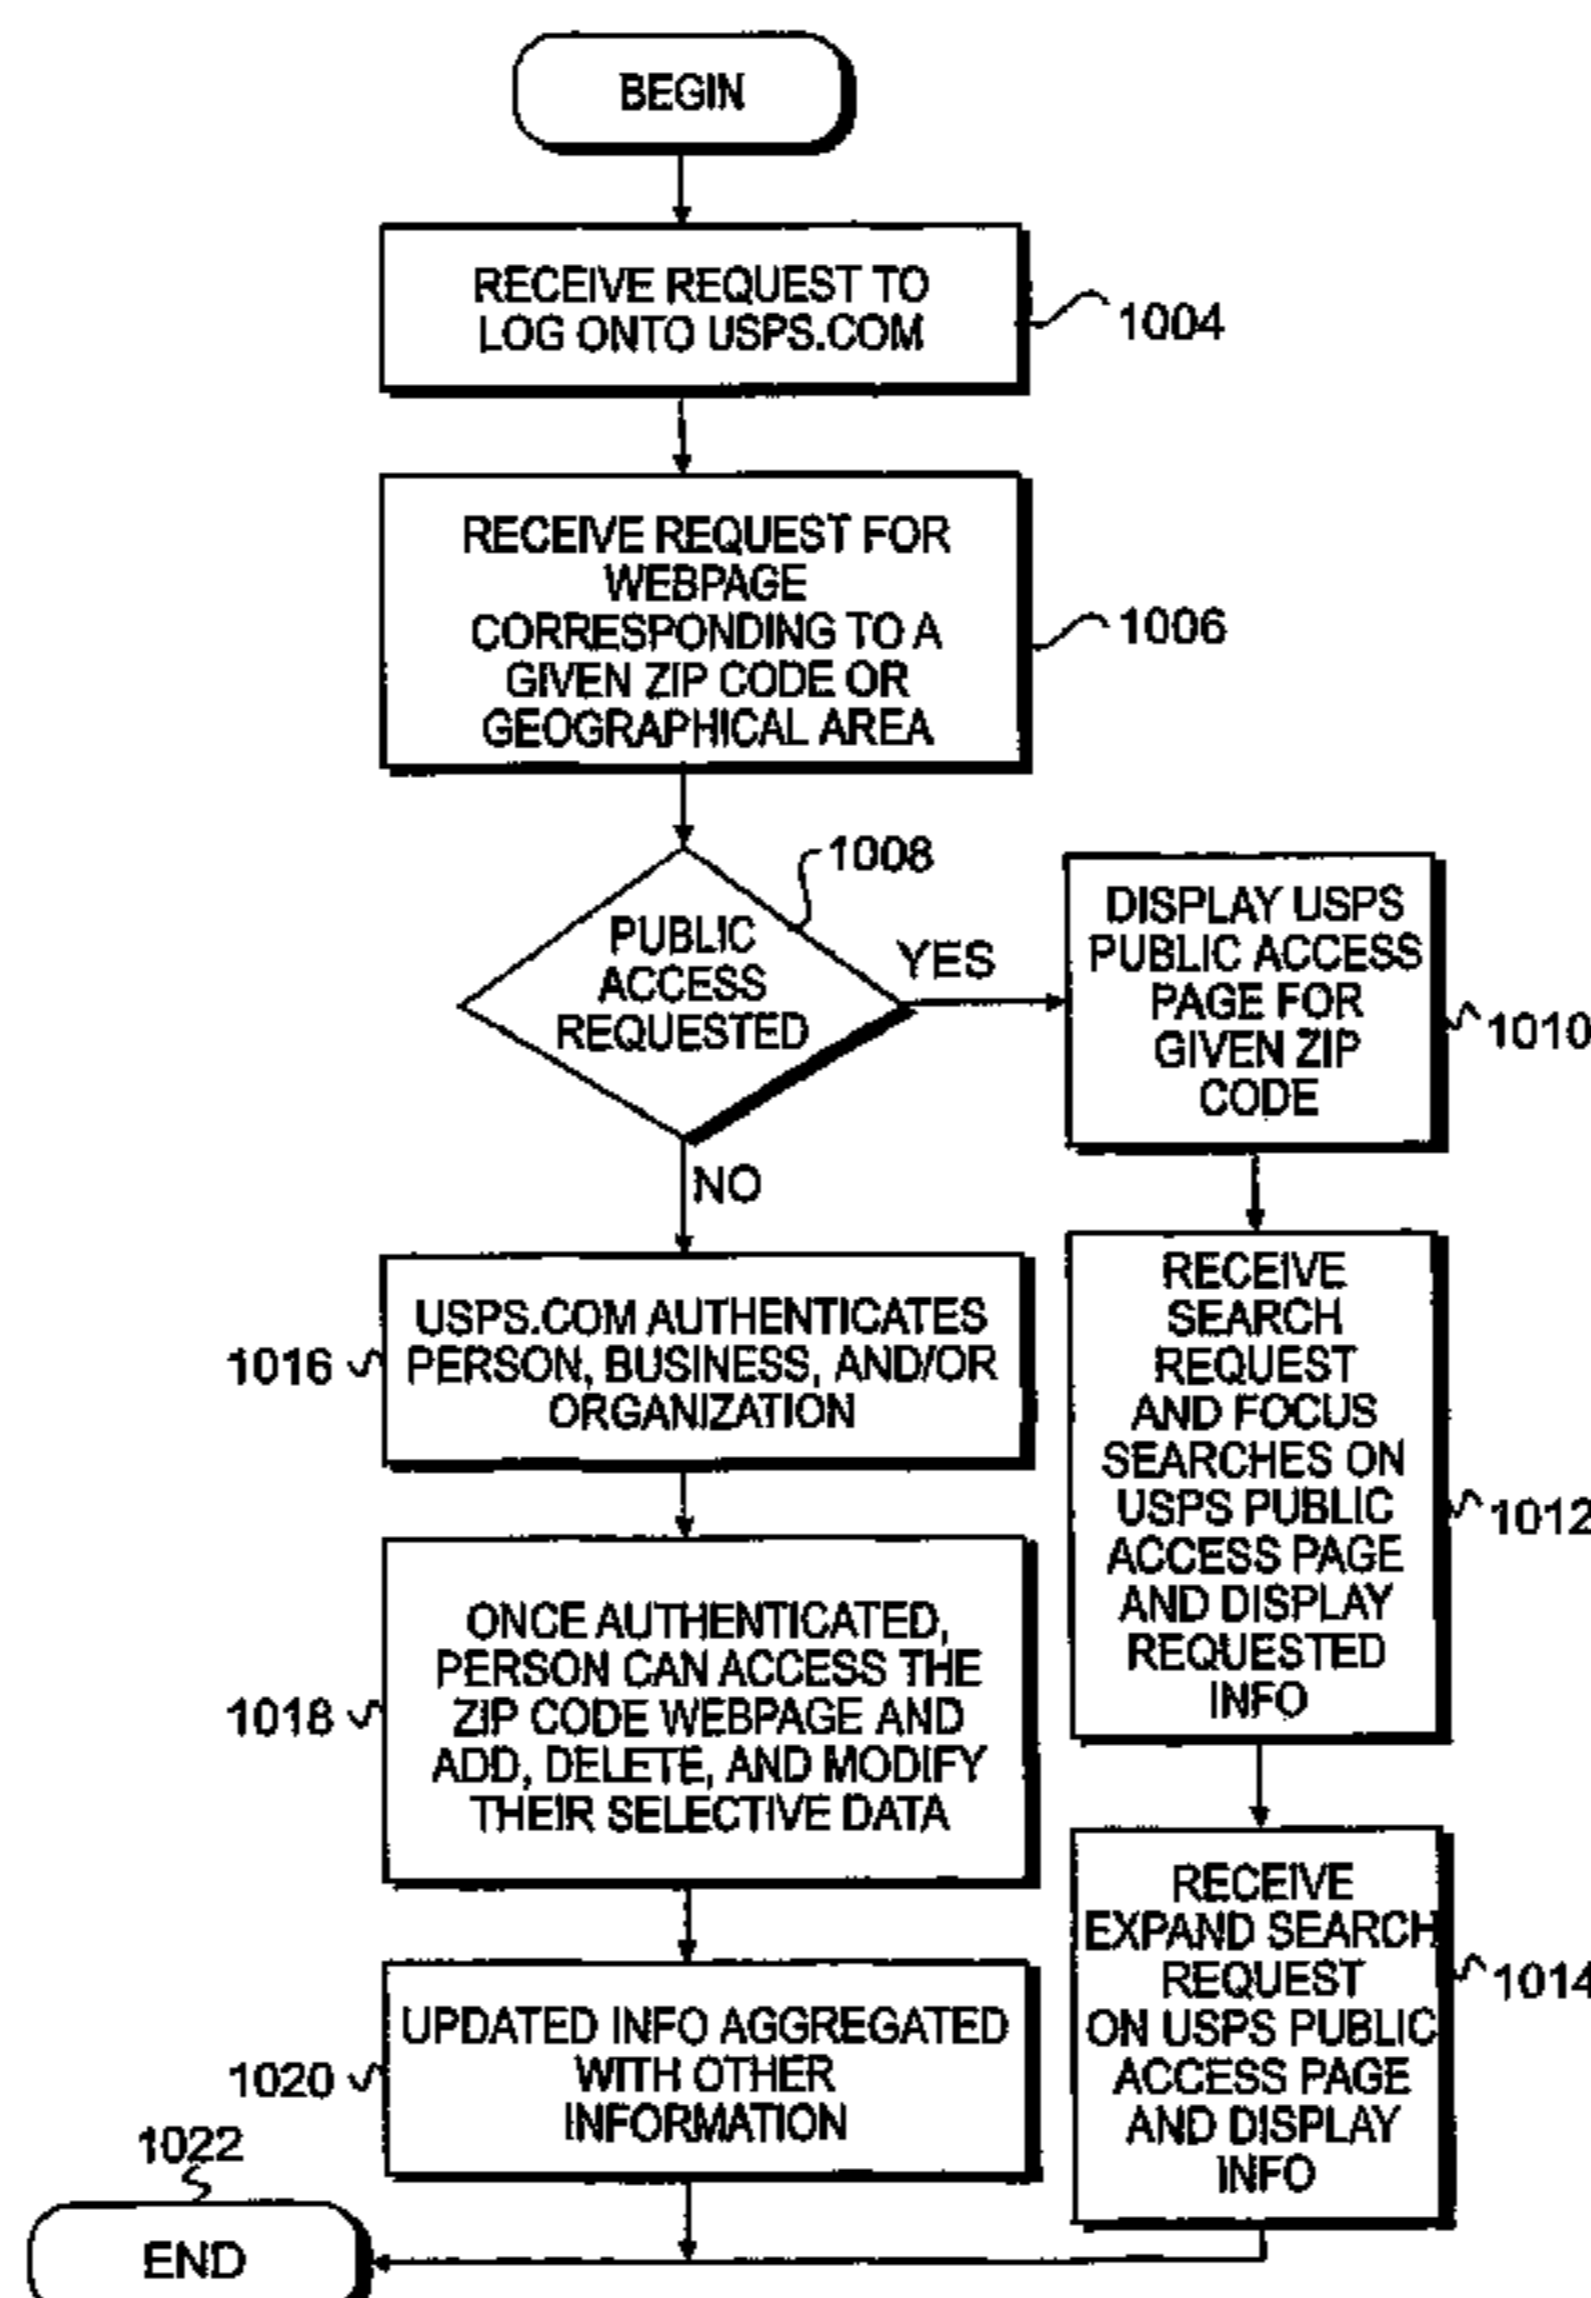 BEGIN
RECEIVE REQUEST TO
LOG ONTO USPS.COM
1004
RECEIVE REQUEST FOR
WEBPAGE
CORRESPONDING TO A
GIVEN ZIP CODE OR
GEOGRAPHICAL AREA
1006
1008
PUBLIC
ACCESS
REQUESTED
YES
DISPLAY USPS
PUBLIC ACCESS
PAGE FOR
GIVEN ZIP
CODE
1010
NO
RECEIVE
SEARCH
REQUEST
AND FOCUS
SEARCHES ON
USPS PUBLIC
ACCESS PAGE
AND DISPLAY
REQUESTED
INFO
1012
USPS.COM AUTHENTICATES
PERSON, BUSINESS, AND/OR
ORGANIZATION
1016
ONCE AUTHENTICATED,
PERSON CAN ACCESS THE
ZIP CODE WEBPAGE AND
ADD, DELETE, AND MODIFY
THEIR SELECTIVE DATA
1018
RECEIVE
EXPAND SEARCH
REQUEST
ON USPS PUBLIC
ACCESS PAGE
AND DISPLAY
INFO
1014
UPDATED INFO AGGREGATED
WITH OTHER
INFORMATION
1020
1022
END